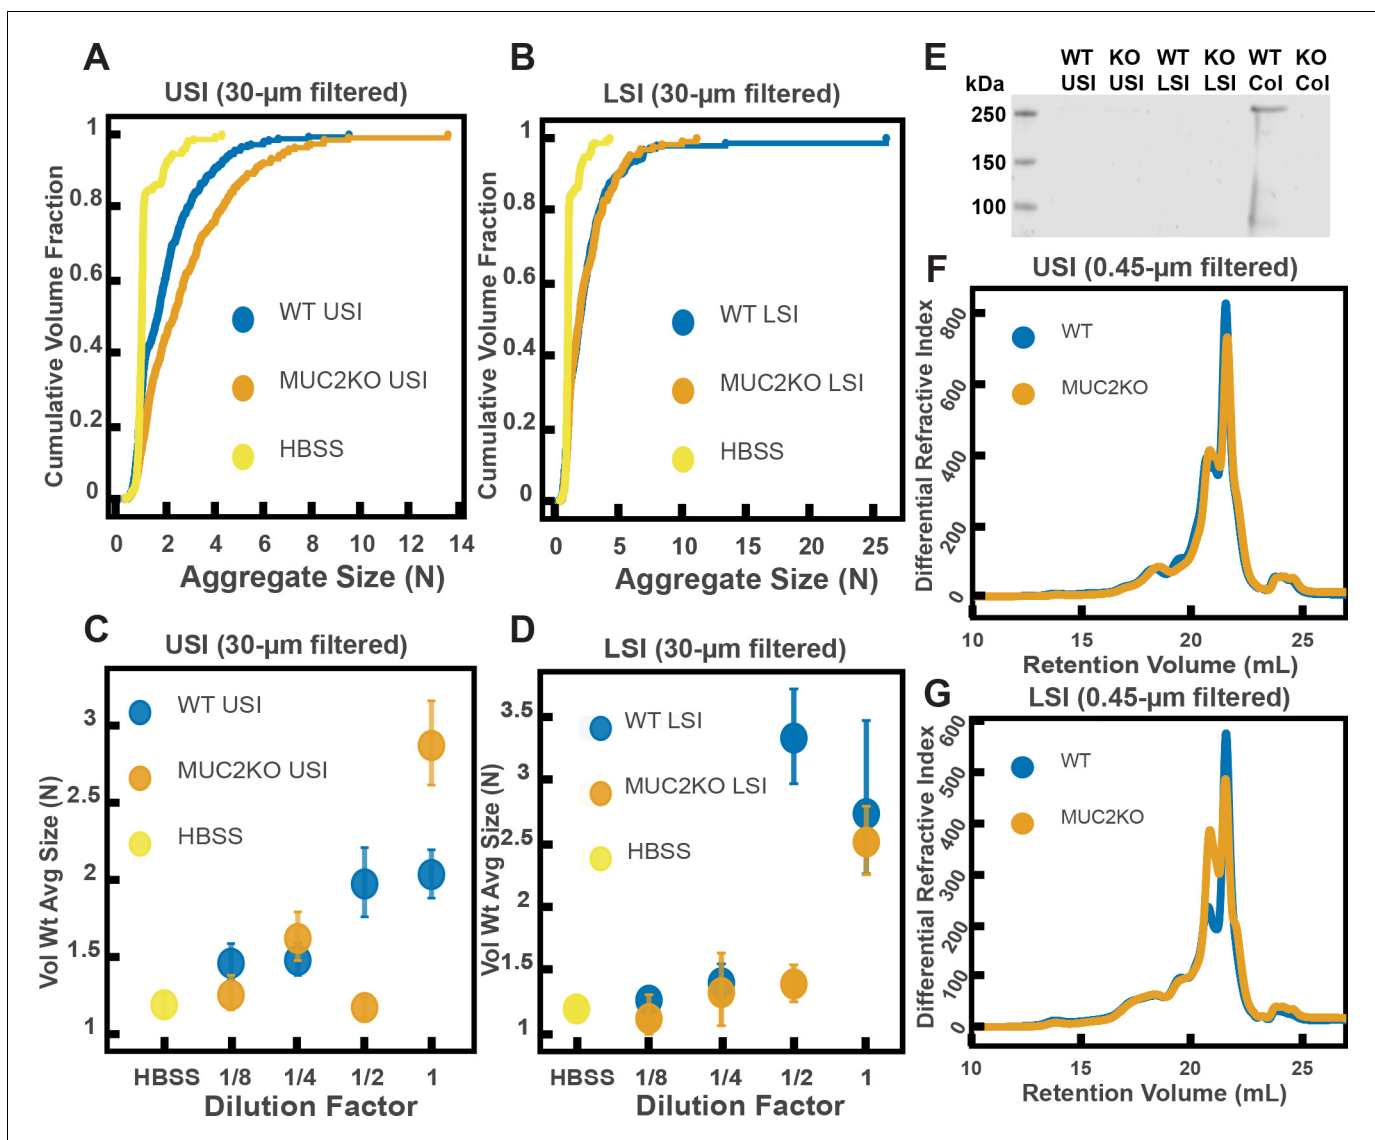 A
USI (30-µm filtered)
Cumulative Volume Fraction
1
0.8
0.6
0.4
0.2
0
WT USI
MUC2KO USI
HBSS
0 2 4 6 8 10 12 14
Aggregate Size (N)
B
LSI (30-µm filtered)
Cumulative Volume Fraction
1
0.8
0.6
0.4
0.2
0
WT LSI
MUC2KO LSI
HBSS
0 5 10 15 20 25
Aggregate Size (N)
C
USI (30-µm filtered)
Vol Wt Avg Size (N)
3
2.5
2
1.5
1
WT USI
MUC2KO USI
HBSS
HBSS 1/8 1/4 1/2 1
Dilution Factor
D
LSI (30-µm filtered)
Vol Wt Avg Size (N)
3.5
3
2.5
2
1.5
1
WT LSI
MUC2KO LSI
HBSS
HBSS 1/8 1/4 1/2 1
Dilution Factor
E
WT KO WT KO WT KO
kDa USI USI LSI LSI Col Col
250
150
100
F
USI (0.45-µm filtered)
Differential Refractive Index
800
600
400
200
0
WT
MUC2KO
10 15 20 25
Retention Volume (mL)
G
LSI (0.45-µm filtered)
Differential Refractive Index
600
500
400
300
200
100
0
WT
MUC2KO
10 15 20 25
Retention Volume (mL)